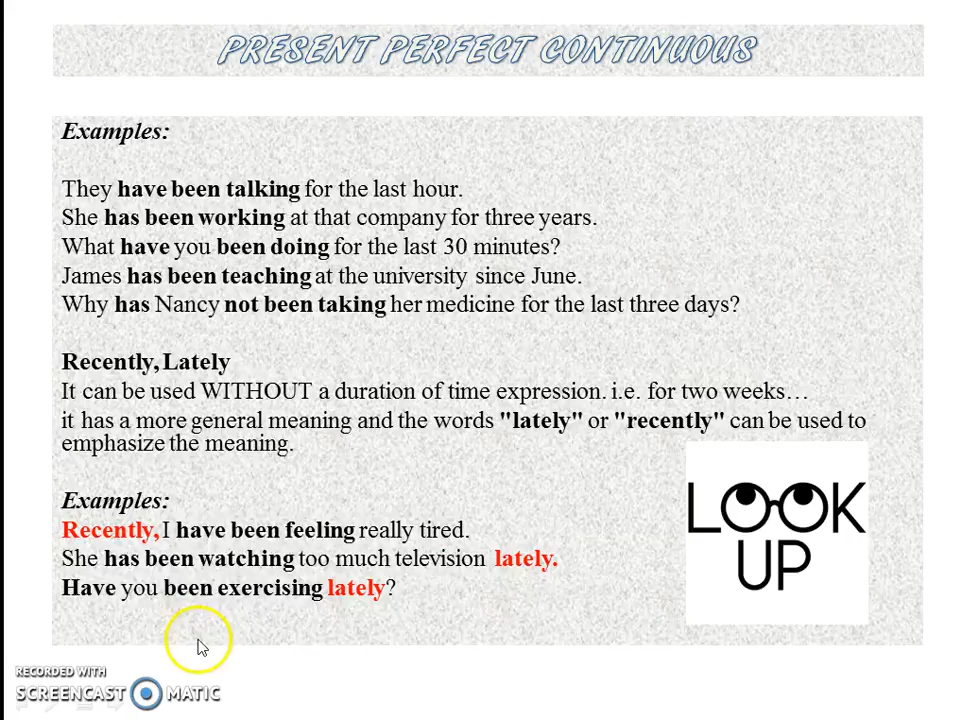 PRESENT PERFECT CONTINUOUS
Examples:
They have been talking for the last hour.
She has been working at that company for three years.
What have you been doing for the last 30 minutes?
James has been teaching at the university since June.
Why has Nancy not been taking her medicine for the last three days?
Recently, Lately
It can be used WITHOUT a duration of time expression. i.e. for two weeks…
it has a more general meaning and the words "lately" or "recently" can be used to
emphasize the meaning.
Examples:
Recently, I have been feeling really tired.
She has been watching too much television lately.
Have you been exercising lately?
LOOK
UP
RECORDED WITH
SCREENCAST MATIC